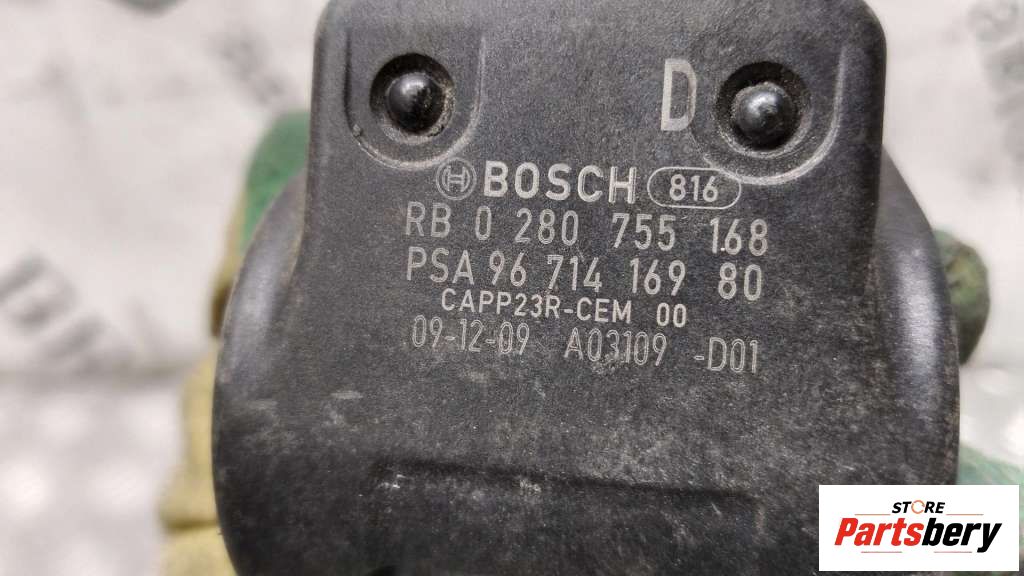 D
BOSCH 816
RB 0 280 755 168
PSA 96 714 169 80
CAPP23R-CEM 00
09-12-09 A03109 -D01
STORE
Partsbery